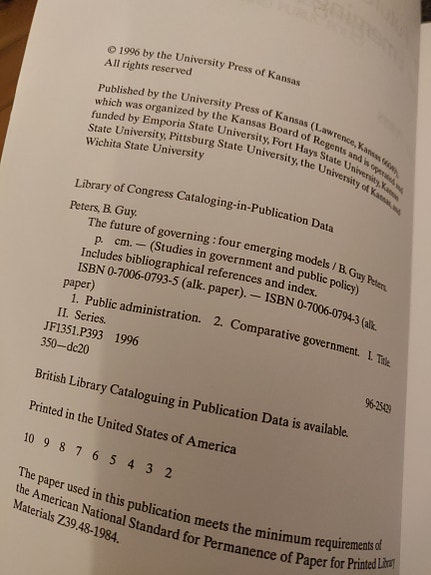 © 1996 by the University Press of Kansas
All rights reserved
Published by the University Press of Kansas (Lawrence, Kansas 66049),
which was organized by the Kansas Board of Regents and is operated and
funded by Emporia State University, Fort Hays State University, Kansas
State University, Pittsburg State University, the University of Kansas, and
Wichita State University
Library of Congress Cataloging-in-Publication Data
Peters, B. Guy.
The future of governing : four emerging models / B. Guy Peters.
p. cm. — (Studies in government and public policy)
Includes bibliographical references and index.
ISBN 0-7006-0793-5 (alk. paper). — ISBN 0-7006-0794-3 (alk.
paper)
1. Public administration. 2. Comparative government. I. Title.
II. Series.
JF1351.P393 1996
350—dc20
96-25429
British Library Cataloguing in Publication Data is available.
Printed in the United States of America
10 9 8 7 6 5 4 3 2
The paper used in this publication meets the minimum requirements of
the American National Standard for Permanence of Paper for Printed Library
Materials Z39.48-1984.